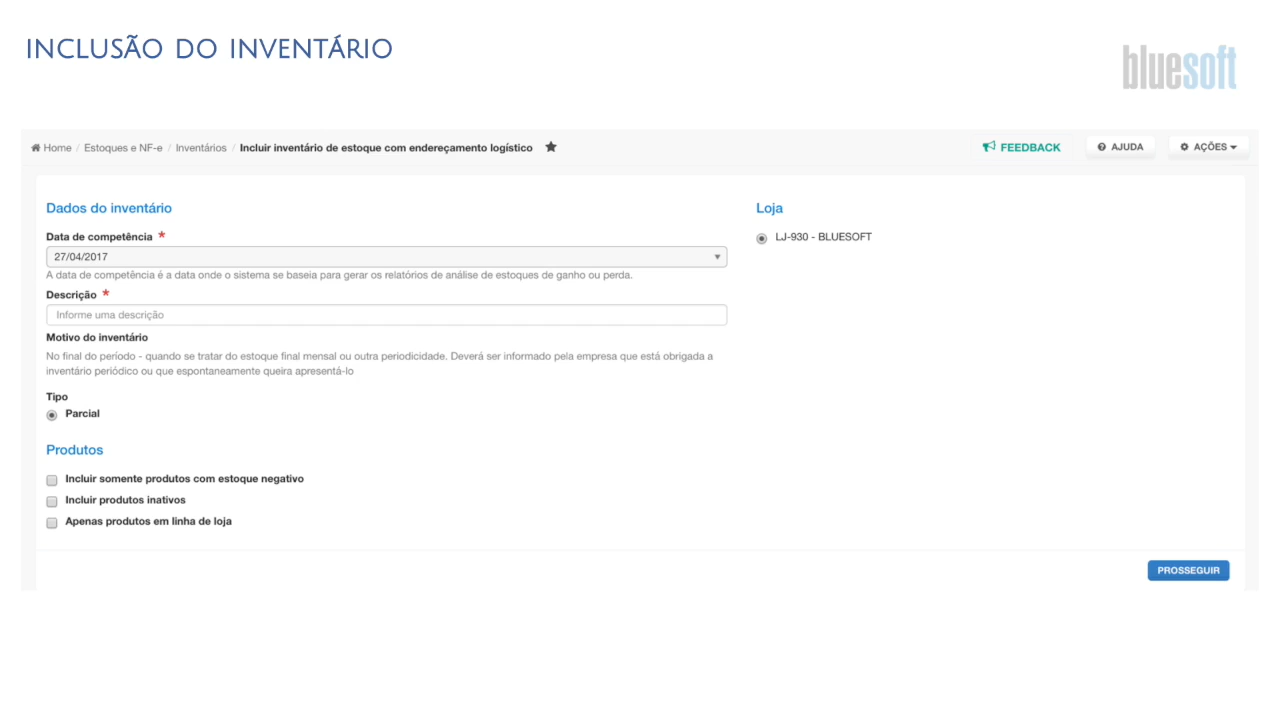 INCLUSÃO DO INVENTÁRIO
bluesoft
Home / Estoques e NF-e / Inventários / Incluir inventário de estoque com endereçamento logístico
FEEDBACK
AJUDA
AÇÕES
Dados do inventário
Data de competência *
27/04/2017
A data de competência é a data onde o sistema se baseia para gerar os relatórios de análise de estoques de ganho ou perda.
Descrição *
Informe uma descrição
Motivo do inventário
No final do período - quando se tratar do estoque final mensal ou outra periodicidade. Deverá ser informado pela empresa que está obrigada a
inventário periódico ou que espontaneamente queira apresentá-lo
Tipo
Parcial
Produtos
Incluir somente produtos com estoque negativo
Incluir produtos inativos
Apenas produtos em linha de loja
Loja
LJ-930 - BLUESOFT
PROSSEGUIR